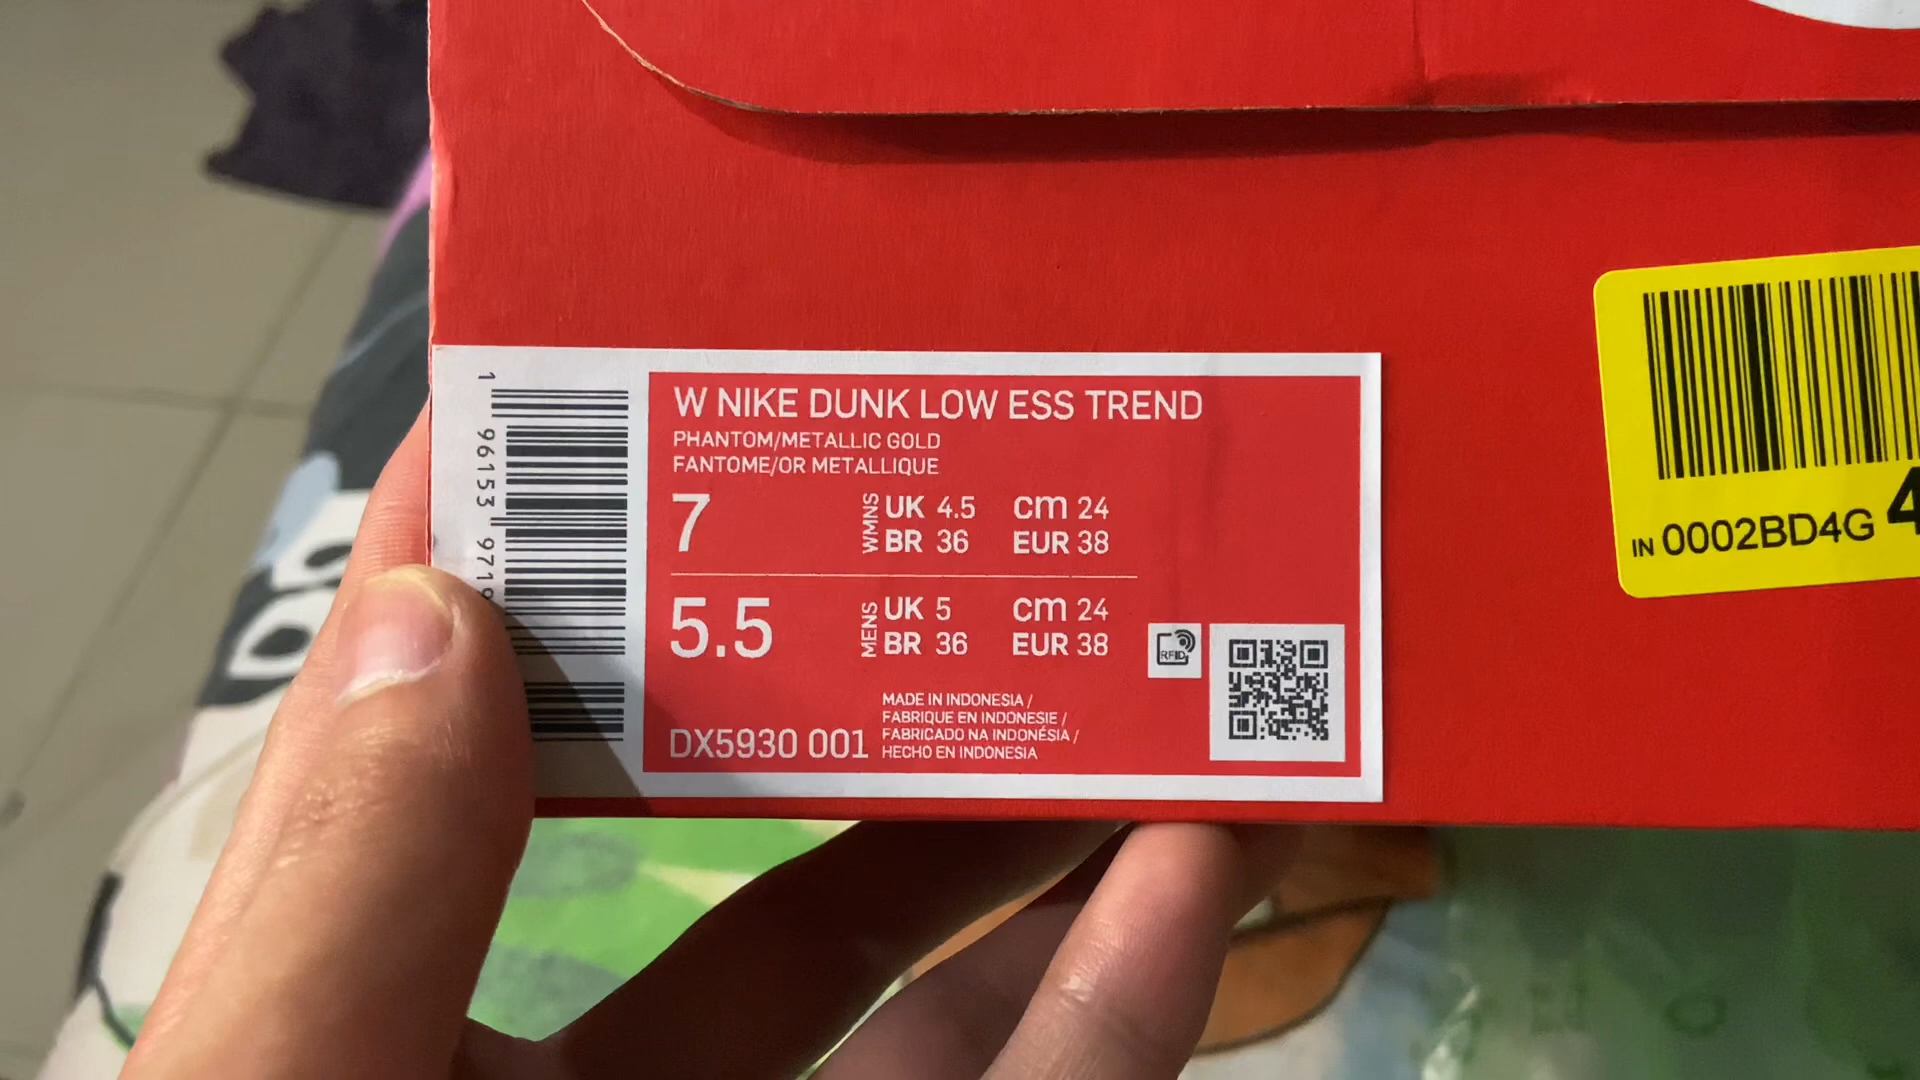 W NIKE DUNK LOW ESS TREND
PHANTOM/METALLIC GOLD
FANTOME/OR METALLIQUE
7 WMNS UK 4.5 cm 24
BR 36 EUR 38
5.5 MENS UK 5 cm 24
BR 36 EUR 38
RFID
MADE IN INDONESIA /
FABRIQUE EN INDONESIE /
FABRICADO NA INDONÉSIA /
HECHO EN INDONESIA
DX5930 001
1 96153 9719
IN 0002BD4G 4